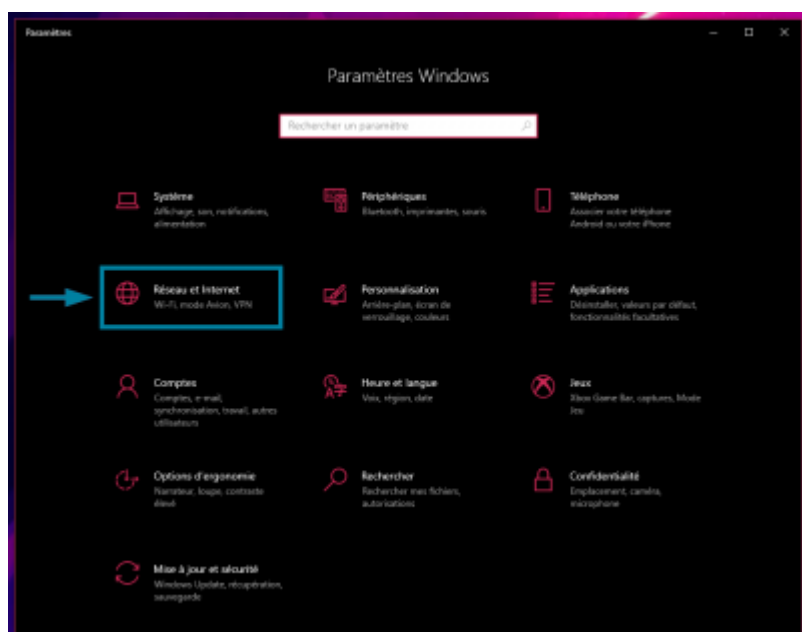 Paramètres
Paramètres Windows
Rechercher un paramètre
Système
Affichage, son, notifications,
alimentation
Périphériques
Bluetooth, imprimantes, souris
Téléphone
Associer votre téléphone
Android ou votre iPhone
Réseau et Internet
Wi-Fi, mode Avion, VPN
Personnalisation
Arrière-plan, écran de
verrouillage, couleurs
Applications
Désinstaller, valeurs par défaut,
fonctionnalités facultatives
Comptes
Comptes, e-mail,
synchronisation, travail, autres
utilisateurs
Heure et langue
Voix, région, date
Jeux
Xbox Game Bar, captures, Mode
Jeu
Options d'ergonomie
Narrateur, loupe, contraste
élevé
Rechercher
Rechercher mes fichiers,
autorisations
Confidentialité
Emplacement, caméra,
microphone
Mise à jour et sécurité
Windows Update, récupération,
sauvegarde